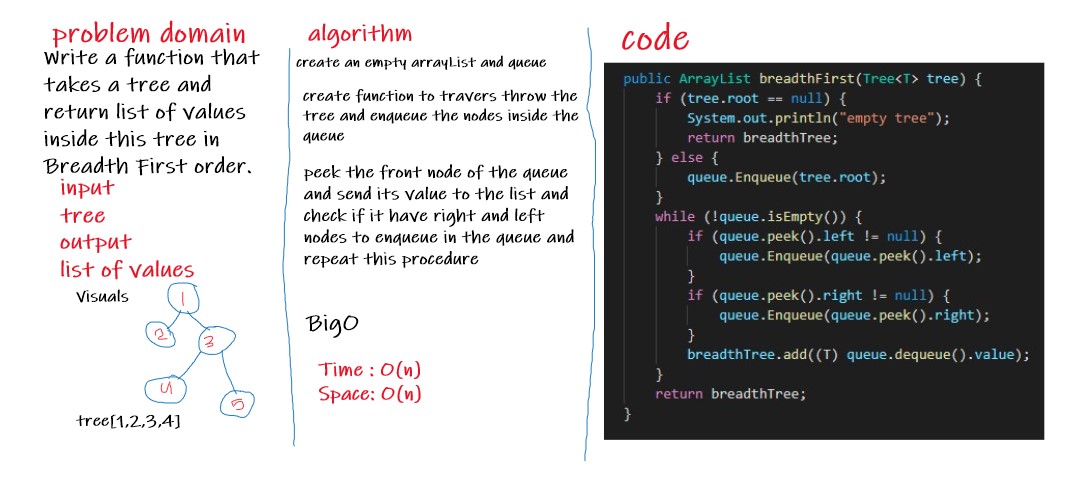 problem domain
Write a function that
takes a tree and
return list of values
inside this tree in
Breadth First order.
input
tree
output
list of values
Visuals
1
2
3
4
5
tree[1,2,3,4]
algorithm
create an empty arrayList and queue
create function to travers throw the
tree and enqueue the nodes inside the
queue
peek the front node of the queue
and send its value to the list and
check if it have right and left
nodes to enqueue in the queue and
repeat this procedure
BigO
Time : O(n)
Space: O(n)
code
public ArrayList breadthFirst(Tree<T> tree) {
if (tree.root == null) {
System.out.println("empty tree");
return breadthTree;
} else {
queue.Enqueue(tree.root);
}
while (!queue.isEmpty()) {
if (queue.peek().left != null) {
queue.Enqueue(queue.peek().left);
}
if (queue.peek().right != null) {
queue.Enqueue(queue.peek().right);
}
breadthTree.add((T) queue.dequeue().value);
}
return breadthTree;
}